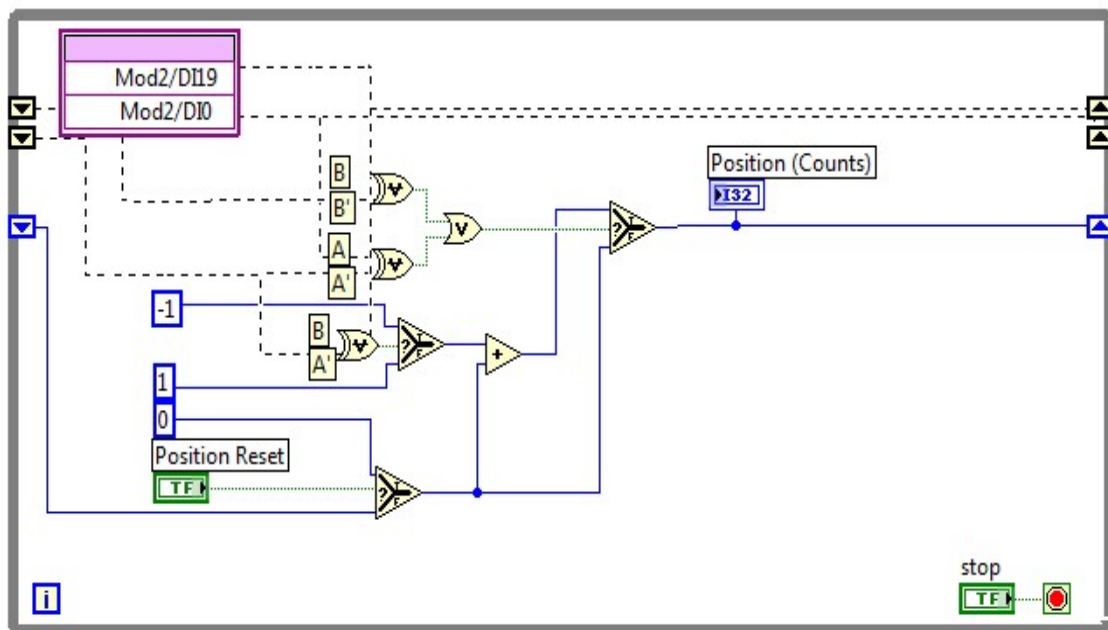 Mod2/DI19
Mod2/DI0
Position (Counts)
I32
B
B'
A
A'
-1
B
A'
1
0
Position Reset
TF
stop
TF
i
V
V
V
V
?
T
F
?
T
F
?
T
F
+